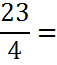 23/4 =